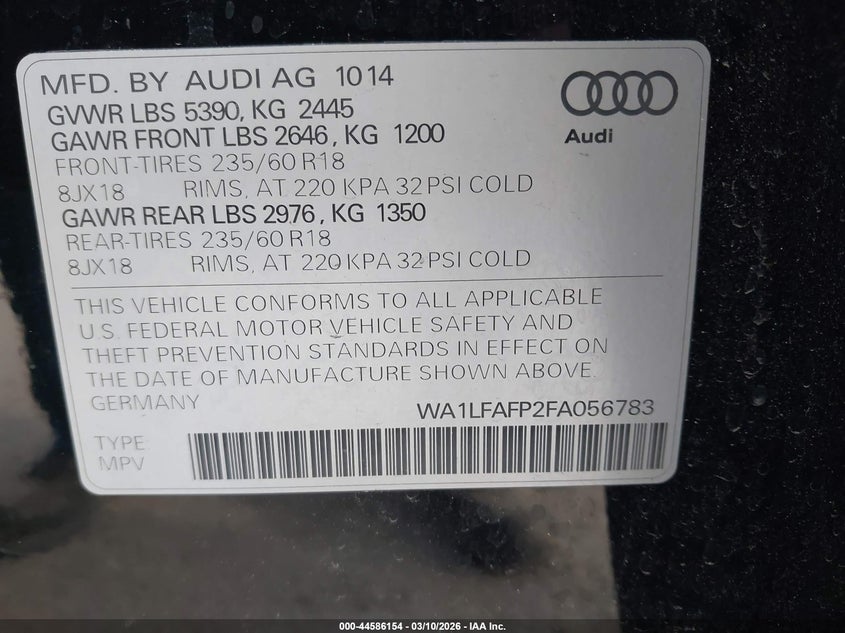 MFD. BY AUDI AG 1014
GVWR LBS 5390, KG 2445
GAWR FRONT LBS 2646, KG 1200
FRONT-TIRES 235/60 R18
8JX18 RIMS, AT 220 KPA 32 PSI COLD
GAWR REAR LBS 2976, KG 1350
REAR-TIRES 235/60 R18
8JX18 RIMS, AT 220 KPA 32 PSI COLD
Audi
THIS VEHICLE CONFORMS TO ALL APPLICABLE
U.S. FEDERAL MOTOR VEHICLE SAFETY AND
THEFT PREVENTION STANDARDS IN EFFECT ON
THE DATE OF MANUFACTURE SHOWN ABOVE.
GERMANY
WA1LFAFP2FA056783
TYPE:
MPV
000-44586154 — 03/10/2026 — IAA Inc.